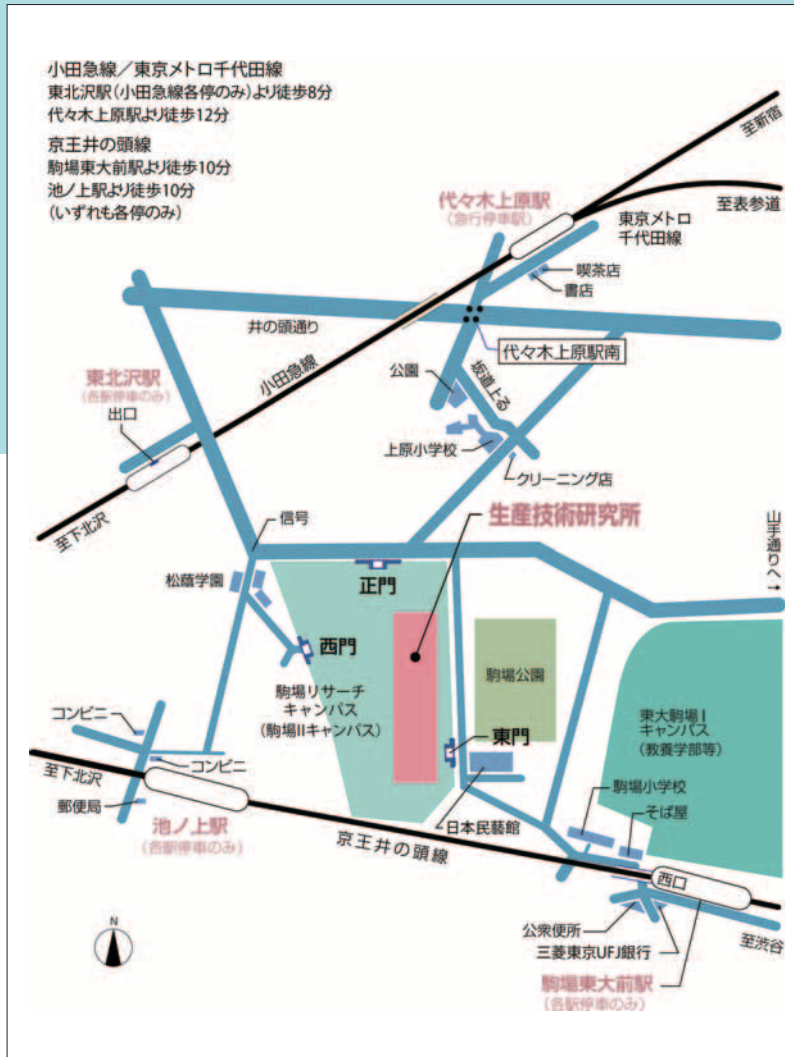 小田急線／東京メトロ千代田線
東北沢駅(小田急線各停のみ)より徒歩8分
代々木上原駅より徒歩12分
京王井の頭線
駒場東大前駅より徒歩10分
池ノ上駅より徒歩10分
(いずれも各停のみ)
至新宿
代々木上原駅
(急行停車駅)
至表参道
東京メトロ
千代田線
喫茶店
書店
井の頭通り
代々木上原駅南
小田急線
公園
坂道上る
東北沢駅
(各駅停車のみ)
出口
上原小学校
クリーニング店
至下北沢
信号
生産技術研究所
山手通りへ→
松蔭学園
正門
西門
駒場リサーチ
キャンパス
(駒場IIキャンパス)
駒場公園
東大駒場I
キャンパス
(教養学部等)
コンビニ
コンビニ
至下北沢
東門
郵便局
池ノ上駅
(各駅停車のみ)
京王井の頭線
日本民藝館
駒場小学校
そば屋
西口
公衆便所
三菱東京UFJ銀行
至渋谷
駒場東大前駅
(各駅停車のみ)
N